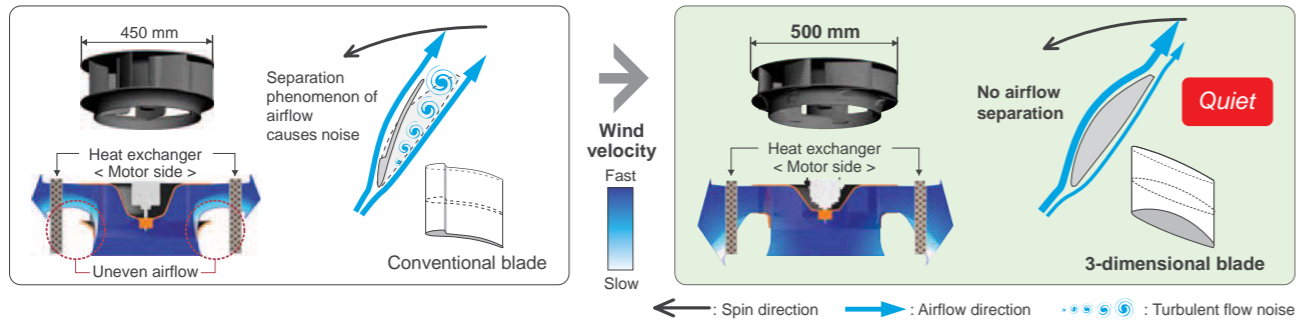 450 mm
Separation
phenomenon of
airflow
causes noise
Heat exchanger
< Motor side >
Uneven airflow
Conventional blade
Wind
velocity
Fast
Slow
500 mm
No airflow
separation
Quiet
Heat exchanger
< Motor side >
3-dimensional blade
: Spin direction
: Airflow direction
: Turbulent flow noise